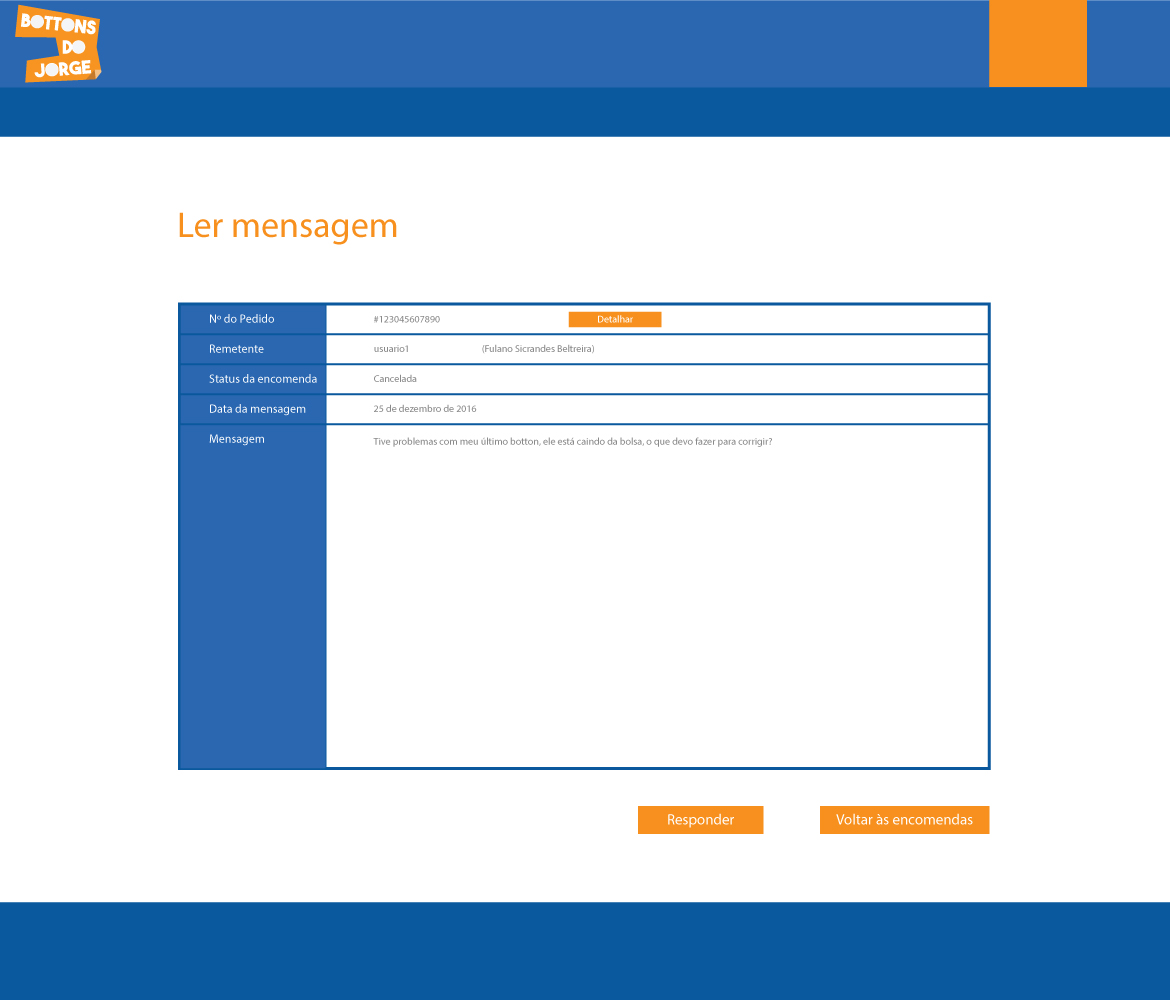 BOTTONS
DO
JORGE
Ler mensagem
Nº do Pedido #123045607890 Detalhar
Remetente usuario1 (Fulano Sicrandes Beltreira)
Status da encomenda Cancelada
Data da mensagem 25 de dezembro de 2016
Mensagem Tive problemas com meu último botton, ele está caindo da bolsa, o que devo fazer para corrigir?
Responder Voltar às encomendas